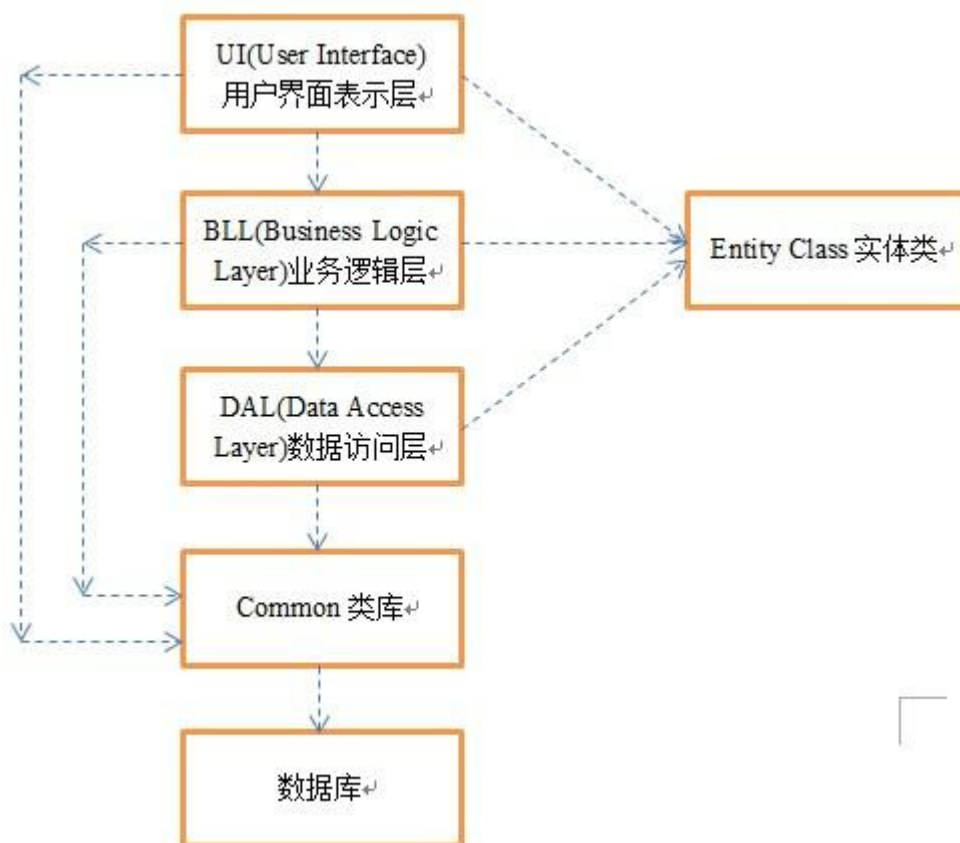 UI(User Interface)
用户界面表示层↵
BLL(Business Logic
Layer)业务逻辑层↵
Entity Class 实体类↵
DAL(Data Access
Layer)数据访问层↵
Common 类库↵
数据库↵